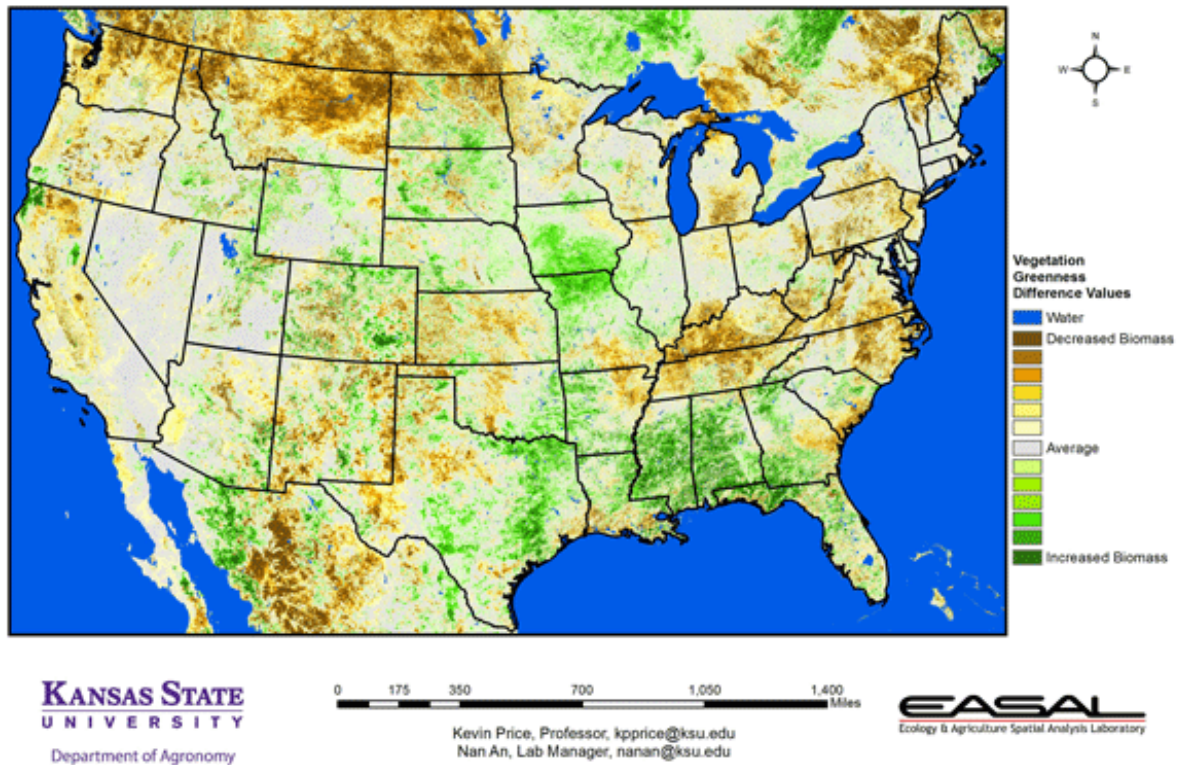 N
W
E
S
Vegetation
Greenness
Difference Values
Water
Decreased Biomass
Average
Increased Biomass
KANSAS STATE
UNIVERSITY
Department of Agronomy
0 175 350 700 1,050 1,400
Miles
Kevin Price, Professor, kpprice@ksu.edu
Nan An, Lab Manager, nanan@ksu.edu
EASAL
Ecology & Agriculture Spatial Analysis Laboratory